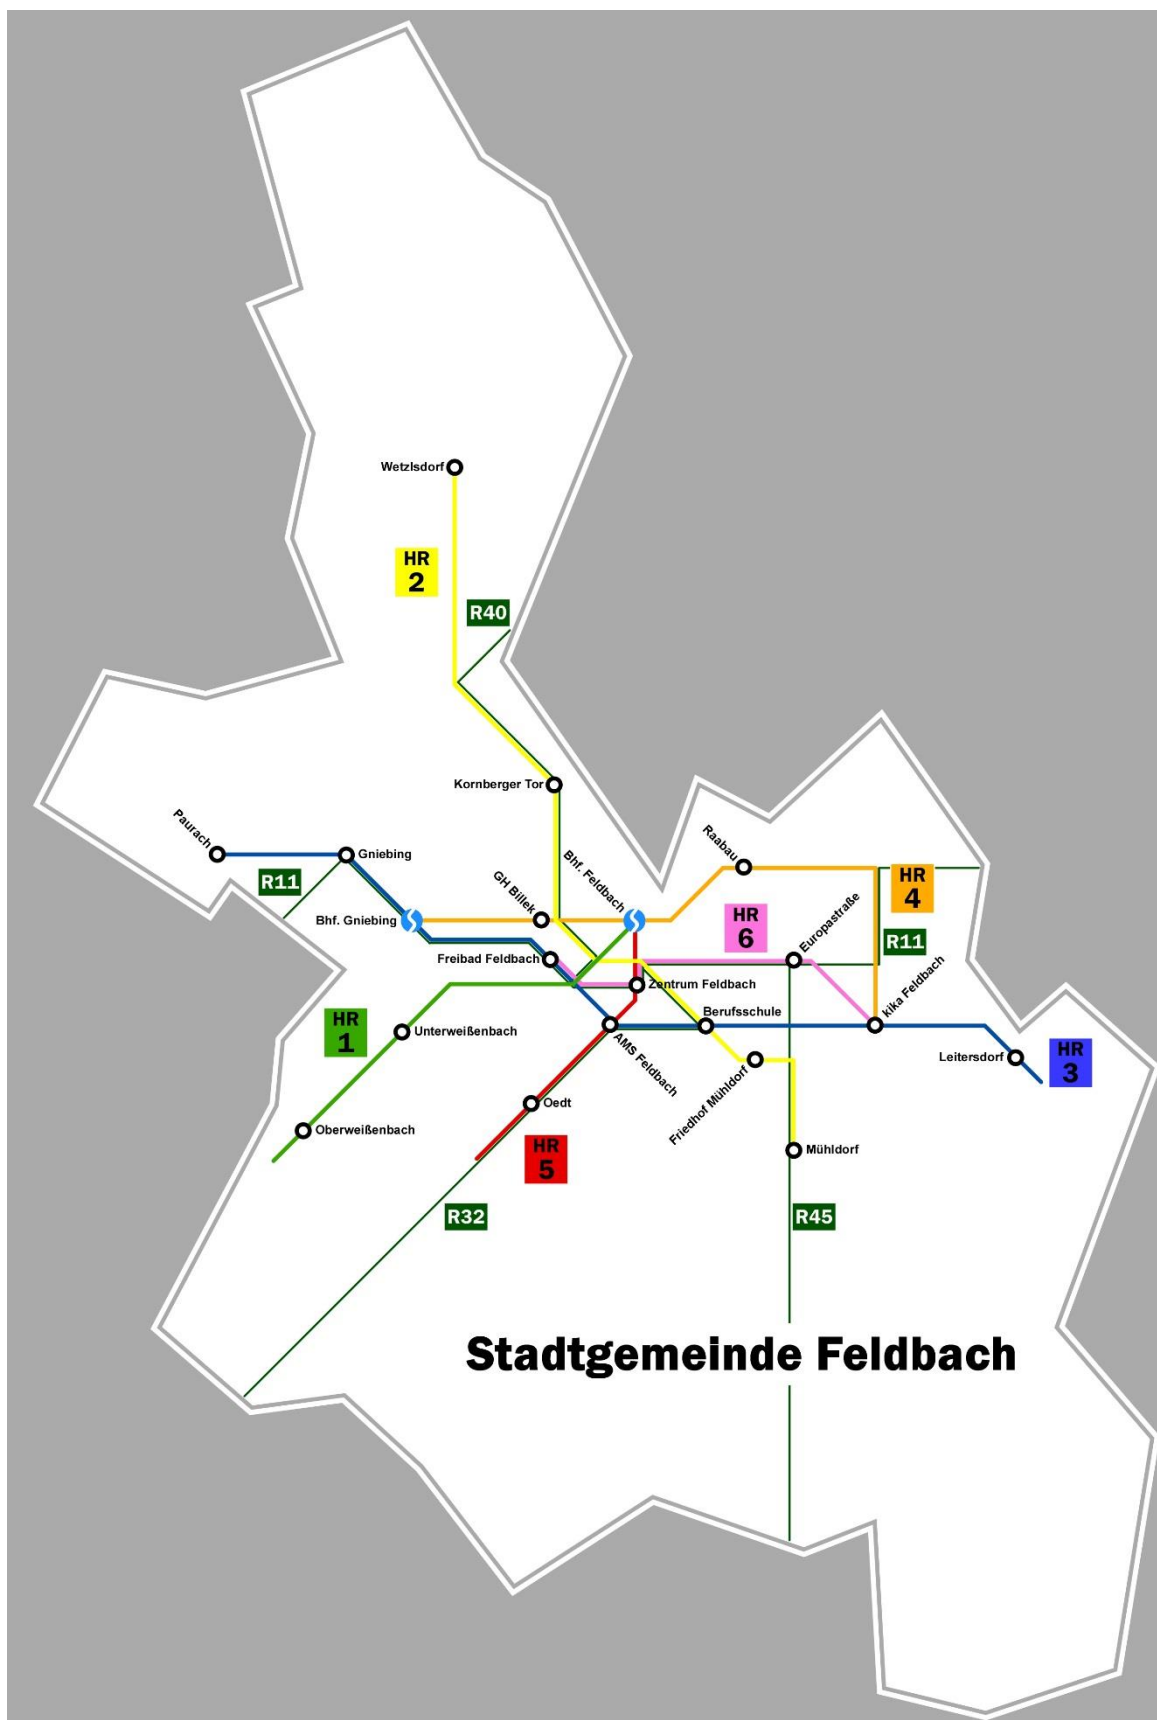 Wetzlsdorf
HR
2
R40
Kornberger Tor
Paurach
Gniebing
R11
Bhf. Gniebing
GH Billek
Bhf. Feldbach
Raabau
HR
4
HR
6
Europastraße
R11
Freibad Feldbach
Zentrum Feldbach
kika Feldbach
HR
1
Unterweißenbach
Berufsschule
AMS Feldbach
Leitersdorf
HR
3
Friedhof Mühldorf
Oedt
Oberweißenbach
HR
5
Mühldorf
R32
R45
Stadtgemeinde Feldbach